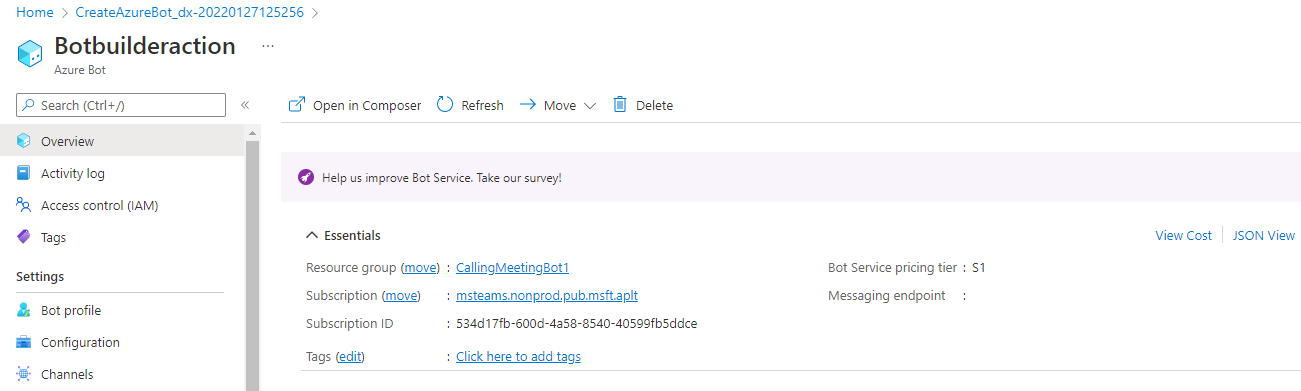 Home > CreateAzureBot_dx-20220127125256 >
Botbuilderaction ...
Azure Bot
Search (Ctrl+/) «
Open in Composer Refresh Move Delete
Overview
Activity log
Access control (IAM)
Tags
Settings
Bot profile
Configuration
Channels
Help us improve Bot Service. Take our survey!
Essentials
View Cost JSON View
Resource group (move) : CallingMeetingBot1
Subscription (move) : msteams.nonprod.pub.msft.aplt
Subscription ID : 534d17fb-600d-4a58-8540-40599fb5ddce
Tags (edit) : Click here to add tags
Bot Service pricing tier : S1
Messaging endpoint :